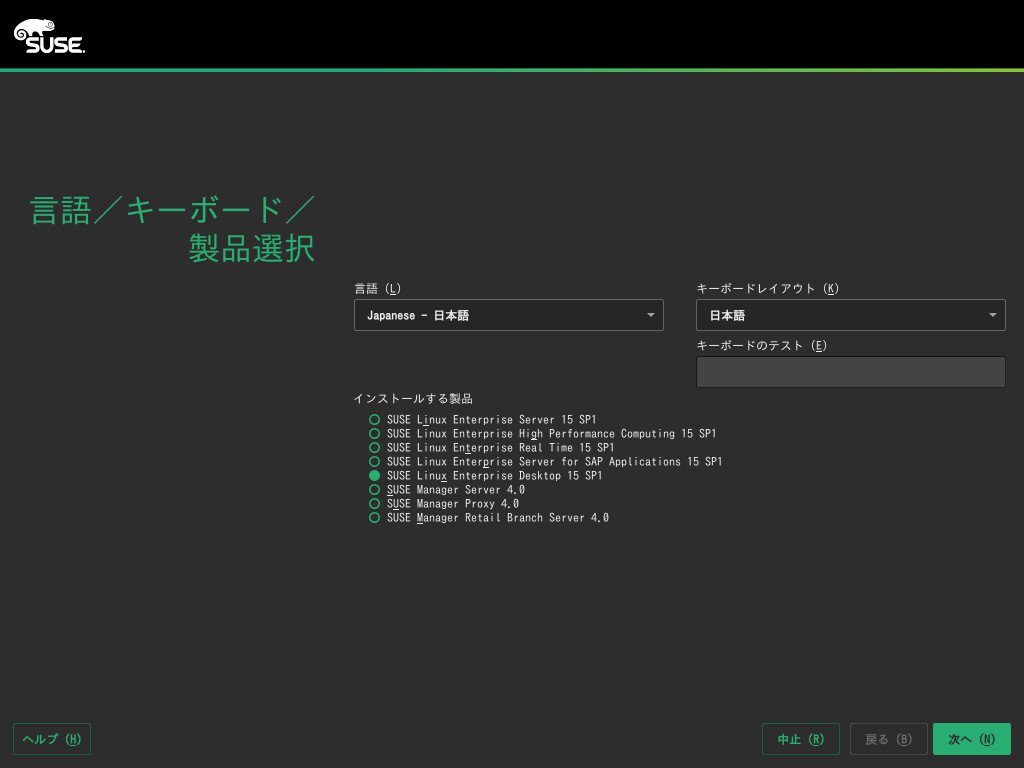 SUSE.
言語／キーボード／
製品選択
言語 (L)
キーボードレイアウト (K)
Japanese - 日本語
日本語
キーボードのテスト (E)
インストールする製品
SUSE Linux Enterprise Server 15 SP1
SUSE Linux Enterprise High Performance Computing 15 SP1
SUSE Linux Enterprise Real Time 15 SP1
SUSE Linux Enterprise Server for SAP Applications 15 SP1
SUSE Linux Enterprise Desktop 15 SP1
SUSE Manager Server 4.0
SUSE Manager Proxy 4.0
SUSE Manager Retail Branch Server 4.0
ヘルプ (H)
中止 (R)
戻る (B)
次へ (N)